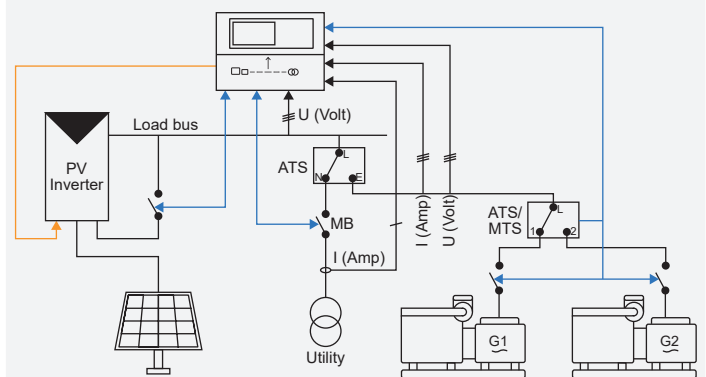 U (Volt)
Load bus
PV
Inverter
ATS
L
N
E
MB
I (Amp)
Utility
I (Amp)
U (Volt)
ATS/
MTS
L
1
2
G1
G2